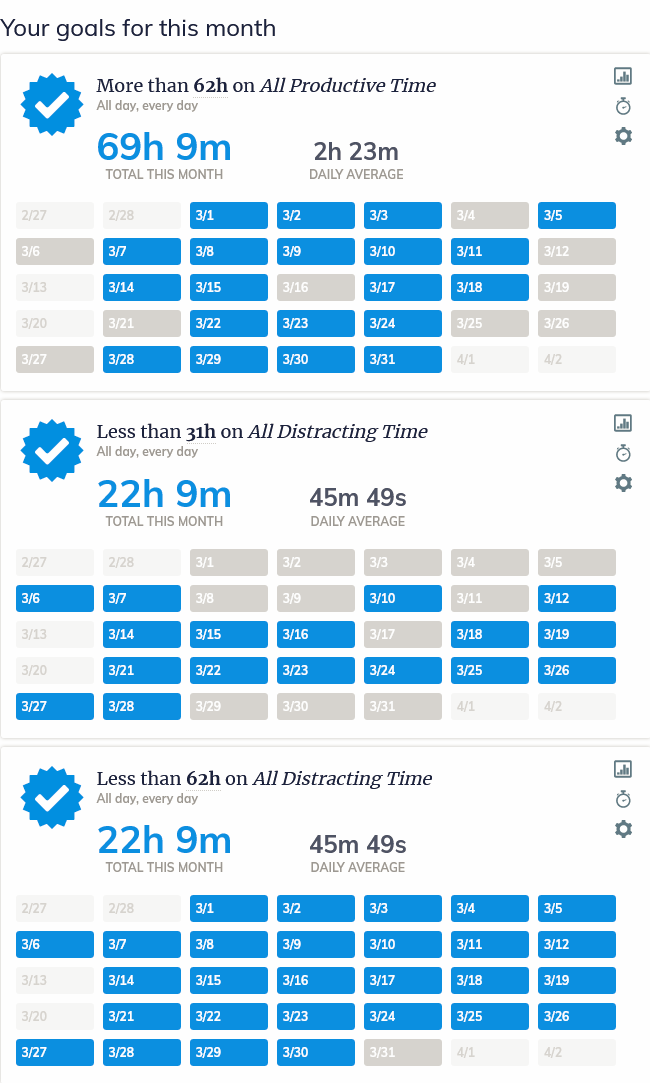 Your goals for this month
More than 62h on All Productive Time
All day, every day
69h 9m 2h 23m
TOTAL THIS MONTH DAILY AVERAGE
2/27 2/28 3/1 3/2 3/3 3/4 3/5
3/6 3/7 3/8 3/9 3/10 3/11 3/12
3/13 3/14 3/15 3/16 3/17 3/18 3/19
3/20 3/21 3/22 3/23 3/24 3/25 3/26
3/27 3/28 3/29 3/30 3/31 4/1 4/2
Less than 31h on All Distracting Time
All day, every day
22h 9m 45m 49s
TOTAL THIS MONTH DAILY AVERAGE
2/27 2/28 3/1 3/2 3/3 3/4 3/5
3/6 3/7 3/8 3/9 3/10 3/11 3/12
3/13 3/14 3/15 3/16 3/17 3/18 3/19
3/20 3/21 3/22 3/23 3/24 3/25 3/26
3/27 3/28 3/29 3/30 3/31 4/1 4/2
Less than 62h on All Distracting Time
All day, every day
22h 9m 45m 49s
TOTAL THIS MONTH DAILY AVERAGE
2/27 2/28 3/1 3/2 3/3 3/4 3/5
3/6 3/7 3/8 3/9 3/10 3/11 3/12
3/13 3/14 3/15 3/16 3/17 3/18 3/19
3/20 3/21 3/22 3/23 3/24 3/25 3/26
3/27 3/28 3/29 3/30 3/31 4/1 4/2